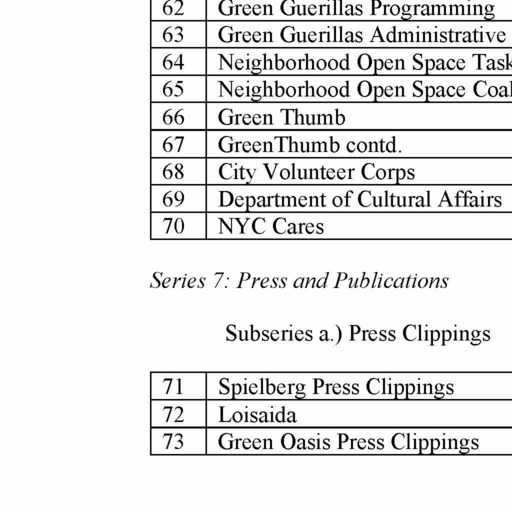 62 Green Guerillas Programming
63 Green Guerillas Administrative
64 Neighborhood Open Space Task
65 Neighborhood Open Space Coal
66 Green Thumb
67 GreenThumb contd.
68 City Volunteer Corps
69 Department of Cultural Affairs
70 NYC Cares
Series 7: Press and Publications
Subseries a.) Press Clippings
71 Spielberg Press Clippings
72 Loisaida
73 Green Oasis Press Clippings